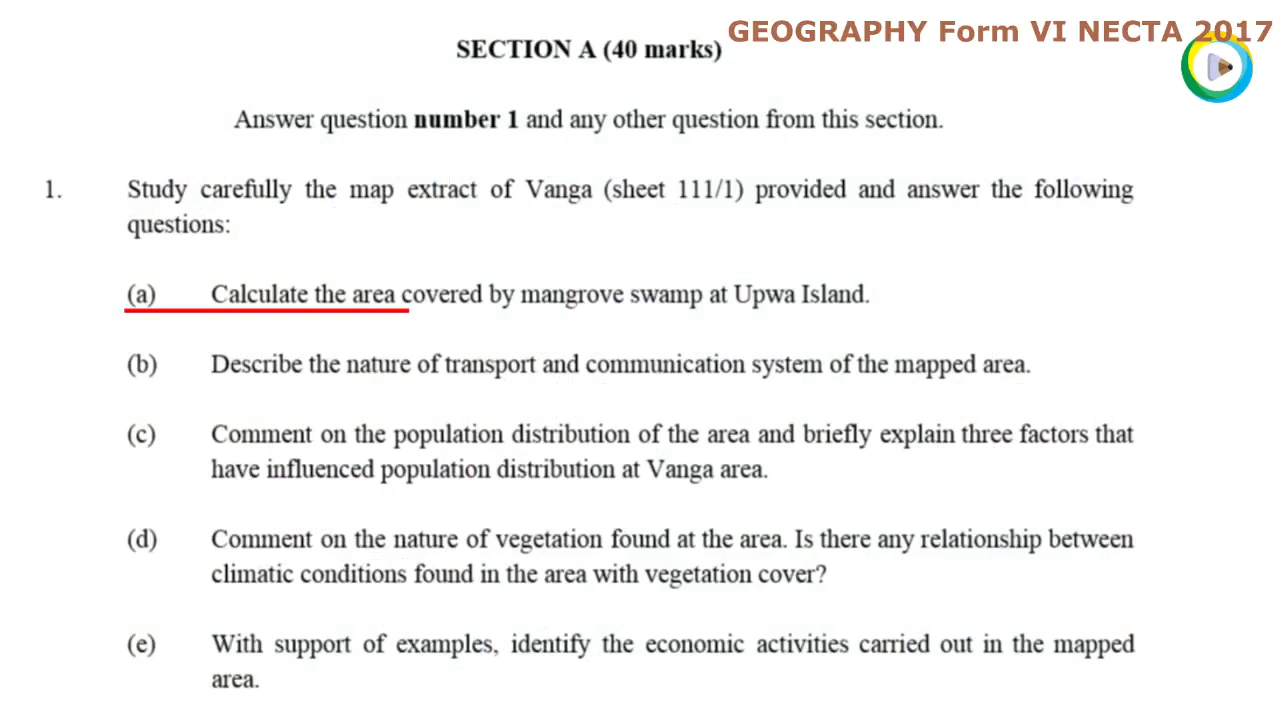 GEOGRAPHY Form VI NECTA 2017
SECTION A (40 marks)
Answer question number 1 and any other question from this section.
1. Study carefully the map extract of Vanga (sheet 111/1) provided and answer the following
questions:
(a) Calculate the area covered by mangrove swamp at Upwa Island.
(b) Describe the nature of transport and communication system of the mapped area.
(c) Comment on the population distribution of the area and briefly explain three factors that
have influenced population distribution at Vanga area.
(d) Comment on the nature of vegetation found at the area. Is there any relationship between
climatic conditions found in the area with vegetation cover?
(e) With support of examples, identify the economic activities carried out in the mapped
area.